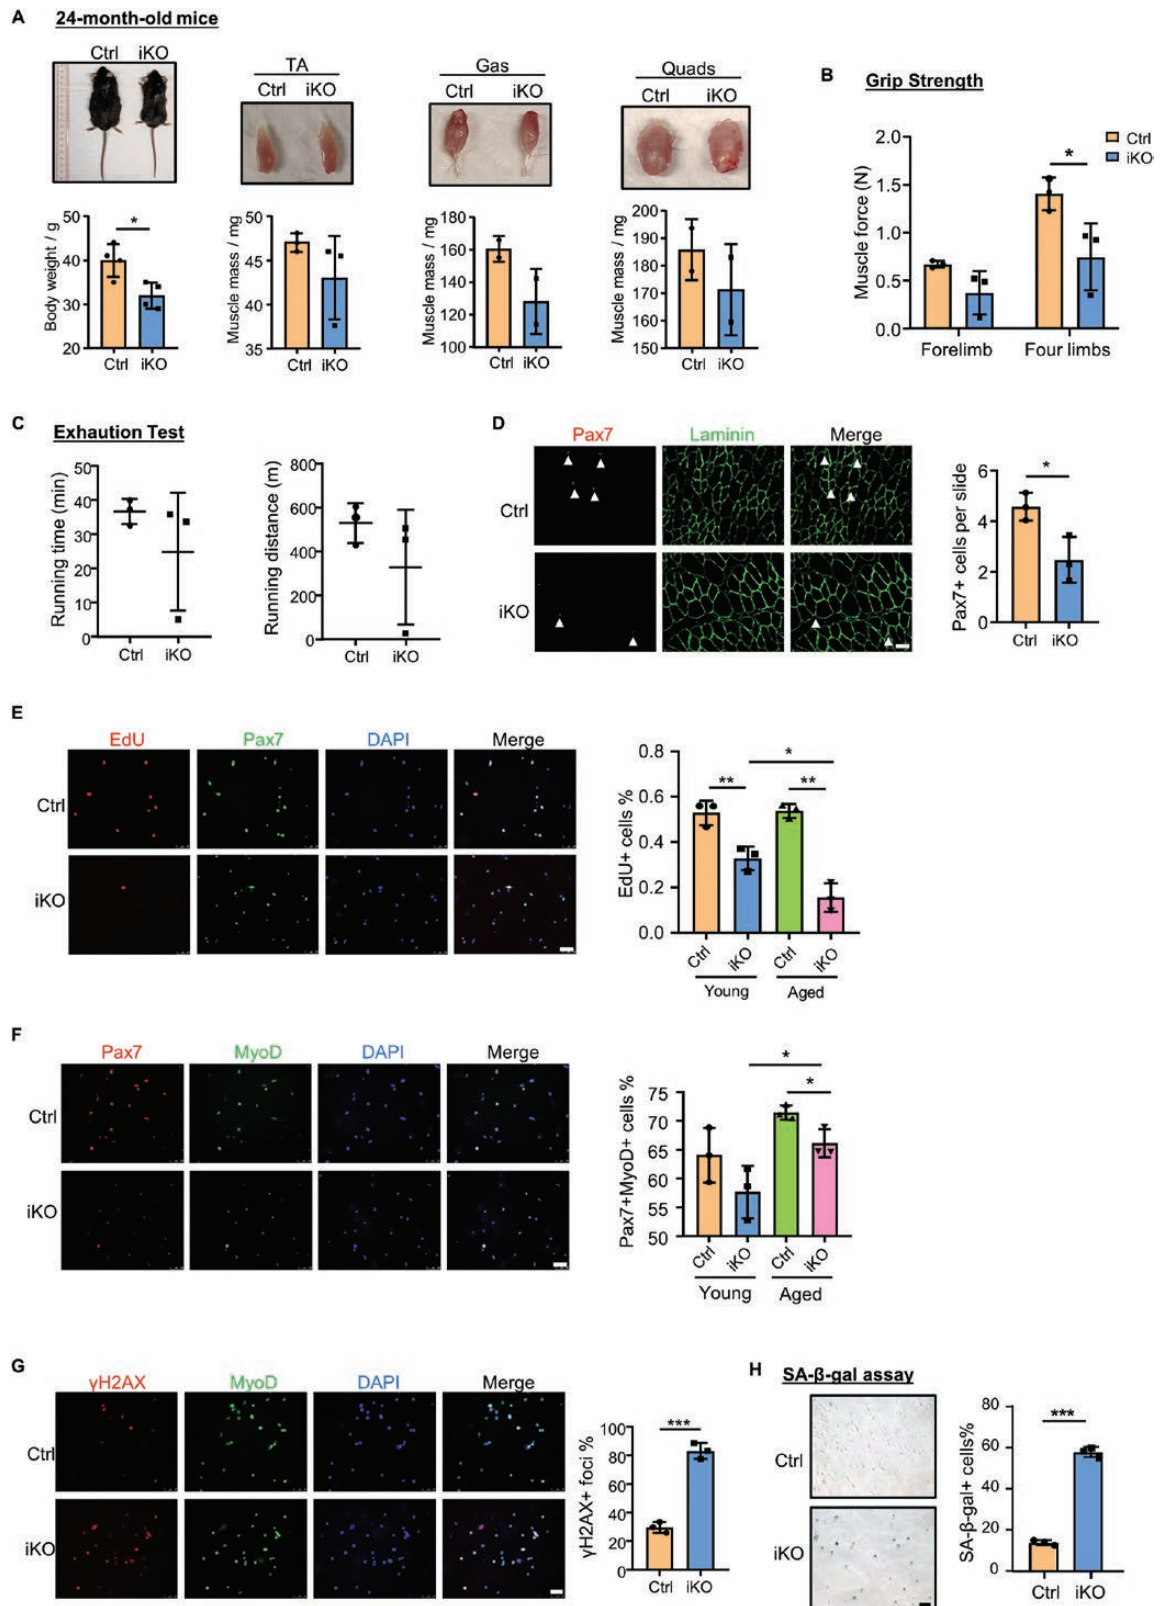 A 24-month-old mice
Ctrl iKO
TA
Ctrl iKO
Gas
Ctrl iKO
Quads
Ctrl iKO
Body weight / g
50
40
30
20
*
Ctrl iKO
Muscle mass / mg
50
45
40
35
Ctrl iKO
Muscle mass / mg
180
160
140
120
100
Ctrl iKO
Muscle mass / mg
200
190
180
170
160
150
Ctrl iKO
B Grip Strength
Muscle force (N)
2.0
1.5
1.0
0.5
0.0
*
Ctrl
iKO
Forelimb Four limbs
C Exhaution Test
Running time (min)
50
40
30
20
10
0
Ctrl iKO
Running distance (m)
800
600
400
200
0
Ctrl iKO
D
Pax7 Laminin Merge
Ctrl
iKO
Pax7+ cells per slide
6
4
2
0
*
Ctrl iKO
E
EdU Pax7 DAPI Merge
Ctrl
iKO
EdU+ cells %
0.8
0.6
0.4
0.2
0.0
*
** **
Ctrl iKO Ctrl iKO
Young Aged
F
Pax7 MyoD DAPI Merge
Ctrl
iKO
Pax7+MyoD+ cells %
75
70
65
60
55
50
*
*
Ctrl iKO Ctrl iKO
Young Aged
G
γH2AX MyoD DAPI Merge
Ctrl
iKO
γH2AX+ foci %
100
80
60
40
20
0
***
Ctrl iKO
H SA-β-gal assay
Ctrl
iKO
SA-β-gal+ cells%
80
60
40
20
0
***
Ctrl iKO